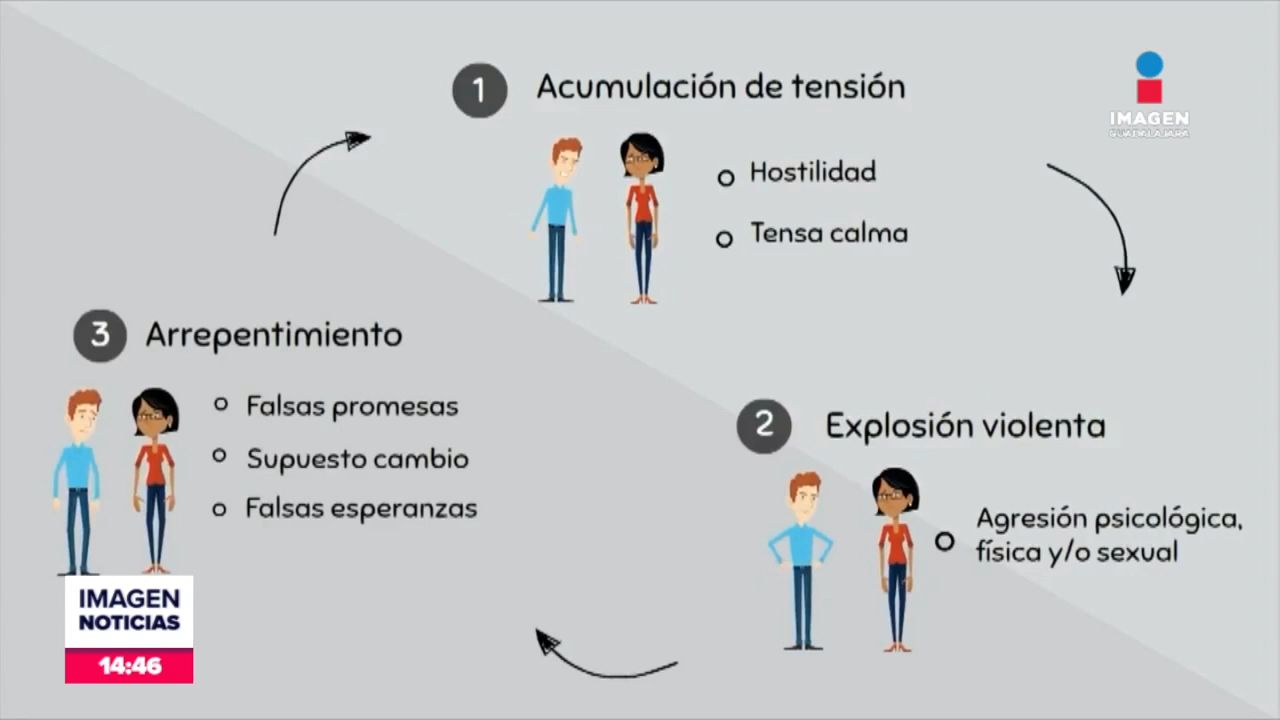 1 Acumulación de tensión
IMAGEN
GUADALAJARA
Hostilidad
Tensa calma
3 Arrepentimiento
Falsas promesas
Supuesto cambio
Falsas esperanzas
2 Explosión violenta
Agresión psicológica,
física y/o sexual
IMAGEN
NOTICIAS
14:46